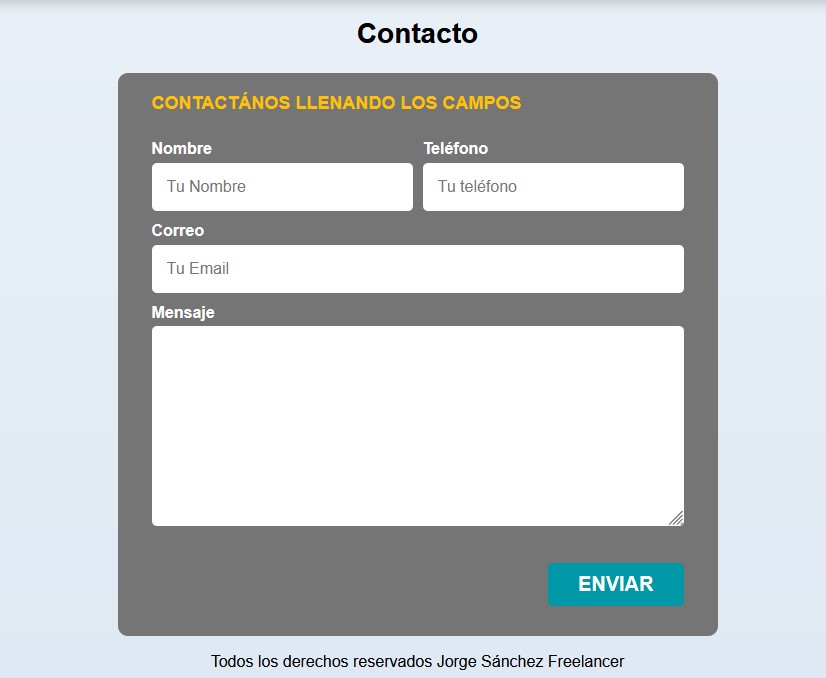 Contacto
CONTACTÁNOS LLENANDO LOS CAMPOS
Nombre Teléfono
Tu Nombre Tu teléfono
Correo
Tu Email
Mensaje
ENVIAR
Todos los derechos reservados Jorge Sánchez Freelancer